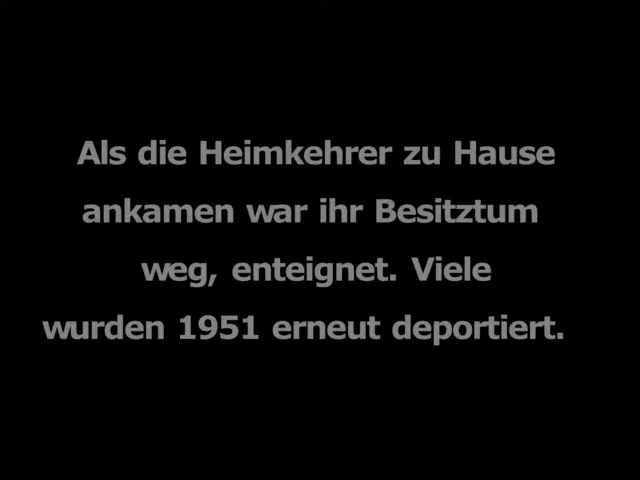 Als die Heimkehrer zu Hause
ankamen war ihr Besitztum
weg, enteignet. Viele
wurden 1951 erneut deportiert.